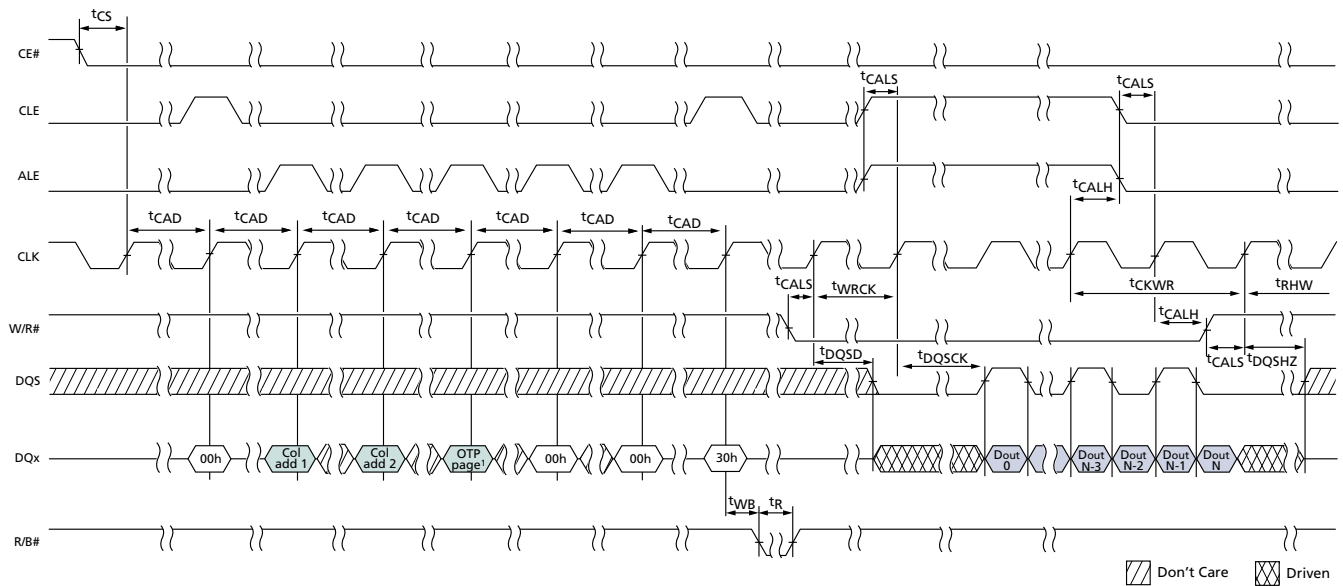 tCS
CE#
tCALS
tCALS
CLE
ALE
tCALH
tCAD
tCAD
tCAD
tCAD
tCAD
tCAD
tCAD
CLK
tCALS
tWRCK
tCKWR
tRHW
W/R#
tCALH
tDQSD
tDQSCK
tCALS
tDQSHZ
DQS
DQx
00h
Col add 1
Col add 2
OTP page1
00h
00h
30h
Dout 0
Dout N-3
Dout N-2
Dout N-1
Dout N
tWB
tR
R/B#
Don't Care
Driven